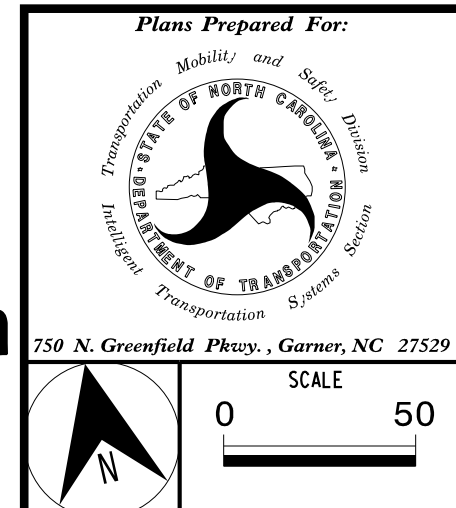 Plans Prepared For:
Transportation Mobility and Safety Division
STATE OF NORTH CAROLINA
DEPARTMENT OF TRANSPORTATION
Intelligent Transportation Systems Section
750 N. Greenfield Pkwy. , Garner, NC 27529
N
SCALE
0 50